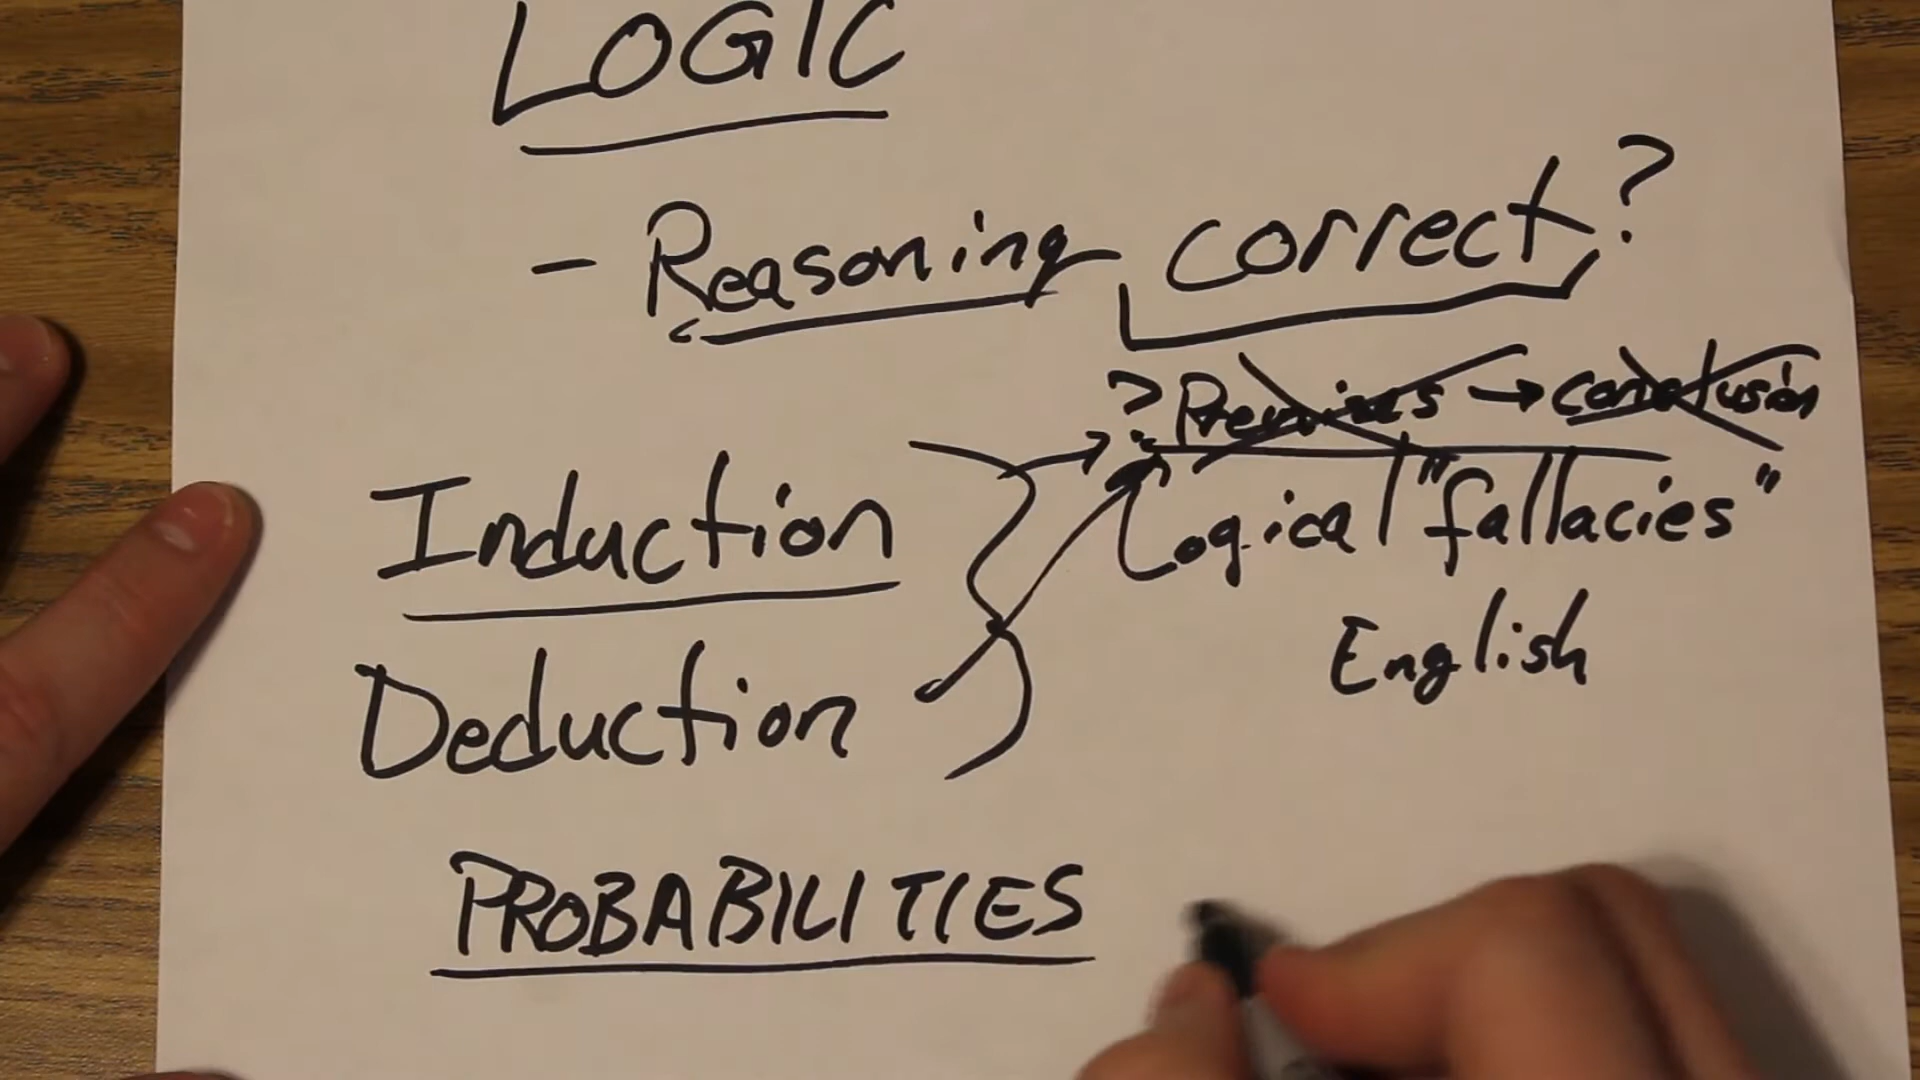 LOGIC
- Reasoning correct?
? Premises → conclusion
Logical "fallacies"
English
Induction
Deduction
PROBABILITIES